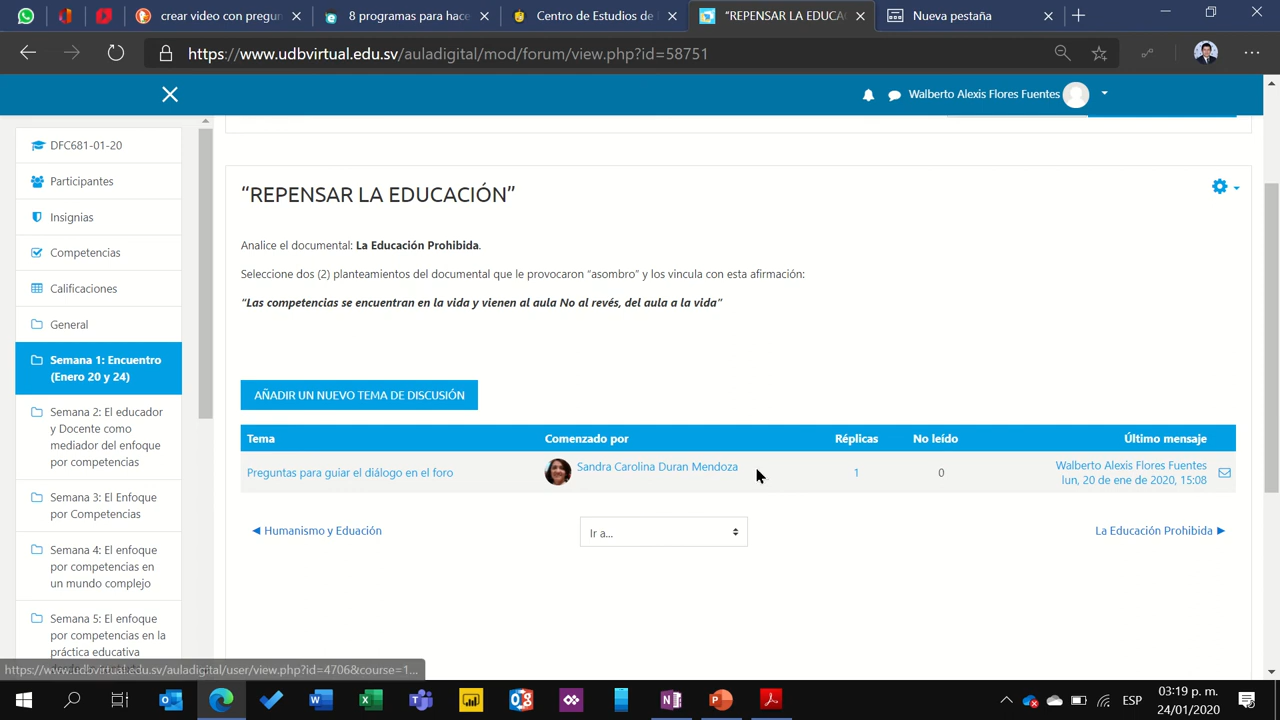 crear video con pregun
8 programas para hace
Centro de Estudios de
"REPENSAR LA EDUCA
Nueva pestaña
https://www.udbvirtual.edu.sv/auladigital/mod/forum/view.php?id=58751
Walberto Alexis Flores Fuentes
DFC681-01-20
Participantes
Insignias
Competencias
Calificaciones
General
Semana 1: Encuentro
(Enero 20 y 24)
Semana 2: El educador
y Docente como
mediador del enfoque
por competencias
Semana 3: El Enfoque
por Competencias
Semana 4: El enfoque
por competencias en
un mundo complejo
Semana 5: El enfoque
por competencias en la
práctica educativa
“REPENSAR LA EDUCACIÓN”
Analice el documental: La Educación Prohibida.
Seleccione dos (2) planteamientos del documental que le provocaron “asombro” y los vincula con esta afirmación:
“Las competencias se encuentran en la vida y vienen al aula No al revés, del aula a la vida”
AÑADIR UN NUEVO TEMA DE DISCUSIÓN
Tema Comenzado por Réplicas No leído Último mensaje
Preguntas para guiar el diálogo en el foro Sandra Carolina Duran Mendoza 1 0 Walberto Alexis Flores Fuentes
lun, 20 de ene de 2020, 15:08
◀ Humanismo y Eduación Ir a... La Educación Prohibida ▶
https://www.udbvirtual.edu.sv/auladigital/user/view.php?id=4706&course=1...
ESP
03:19 p. m.
24/01/2020